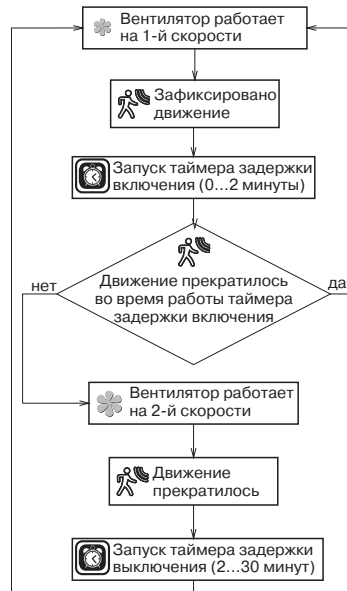 Вентилятор работает
на 1-й скорости
Зафиксировано
движение
Запуск таймера задержки
включения (0...2 минуты)
Движение прекратилось
во время работы таймера
задержки включения
нет
да
Вентилятор работает
на 2-й скорости
Движение
прекратилось
Запуск таймера задержки
выключения (2...30 минут)